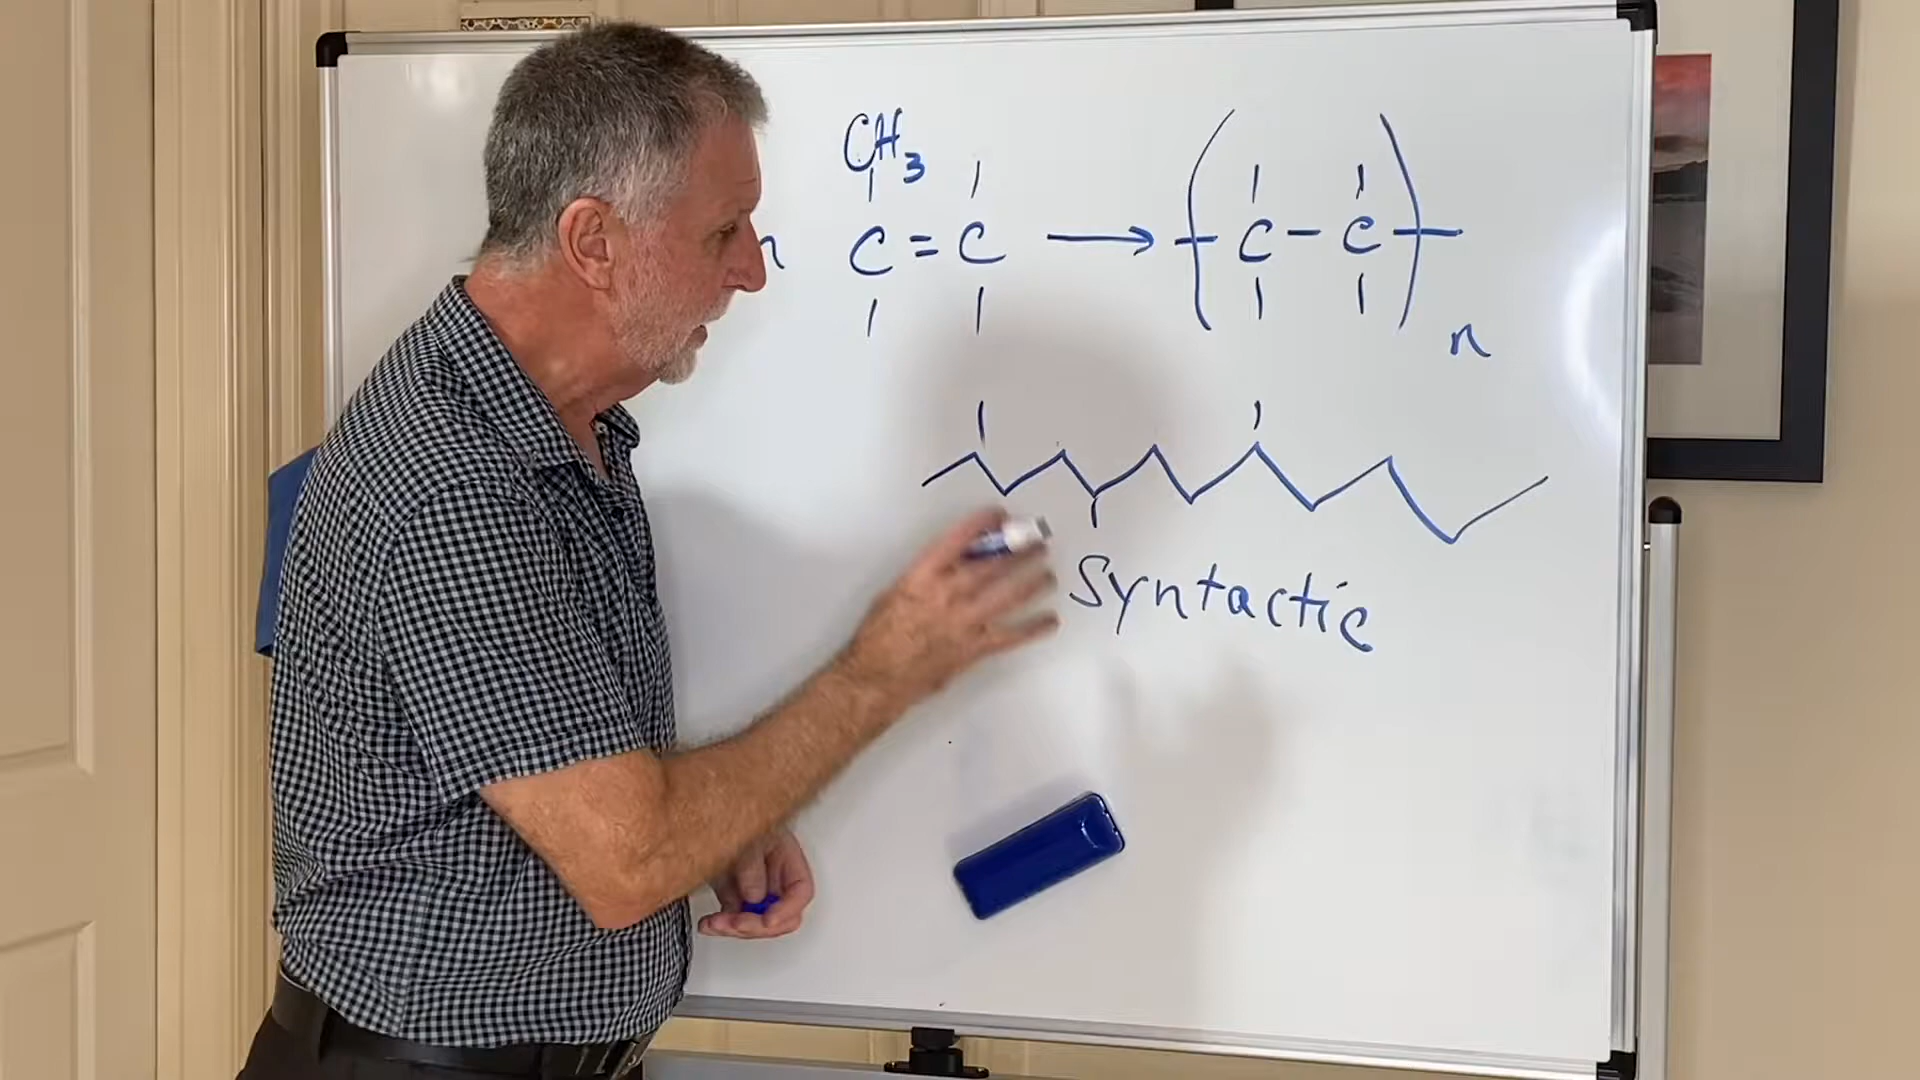 CH3
n C=C → (-C-C-)n
Syntactic